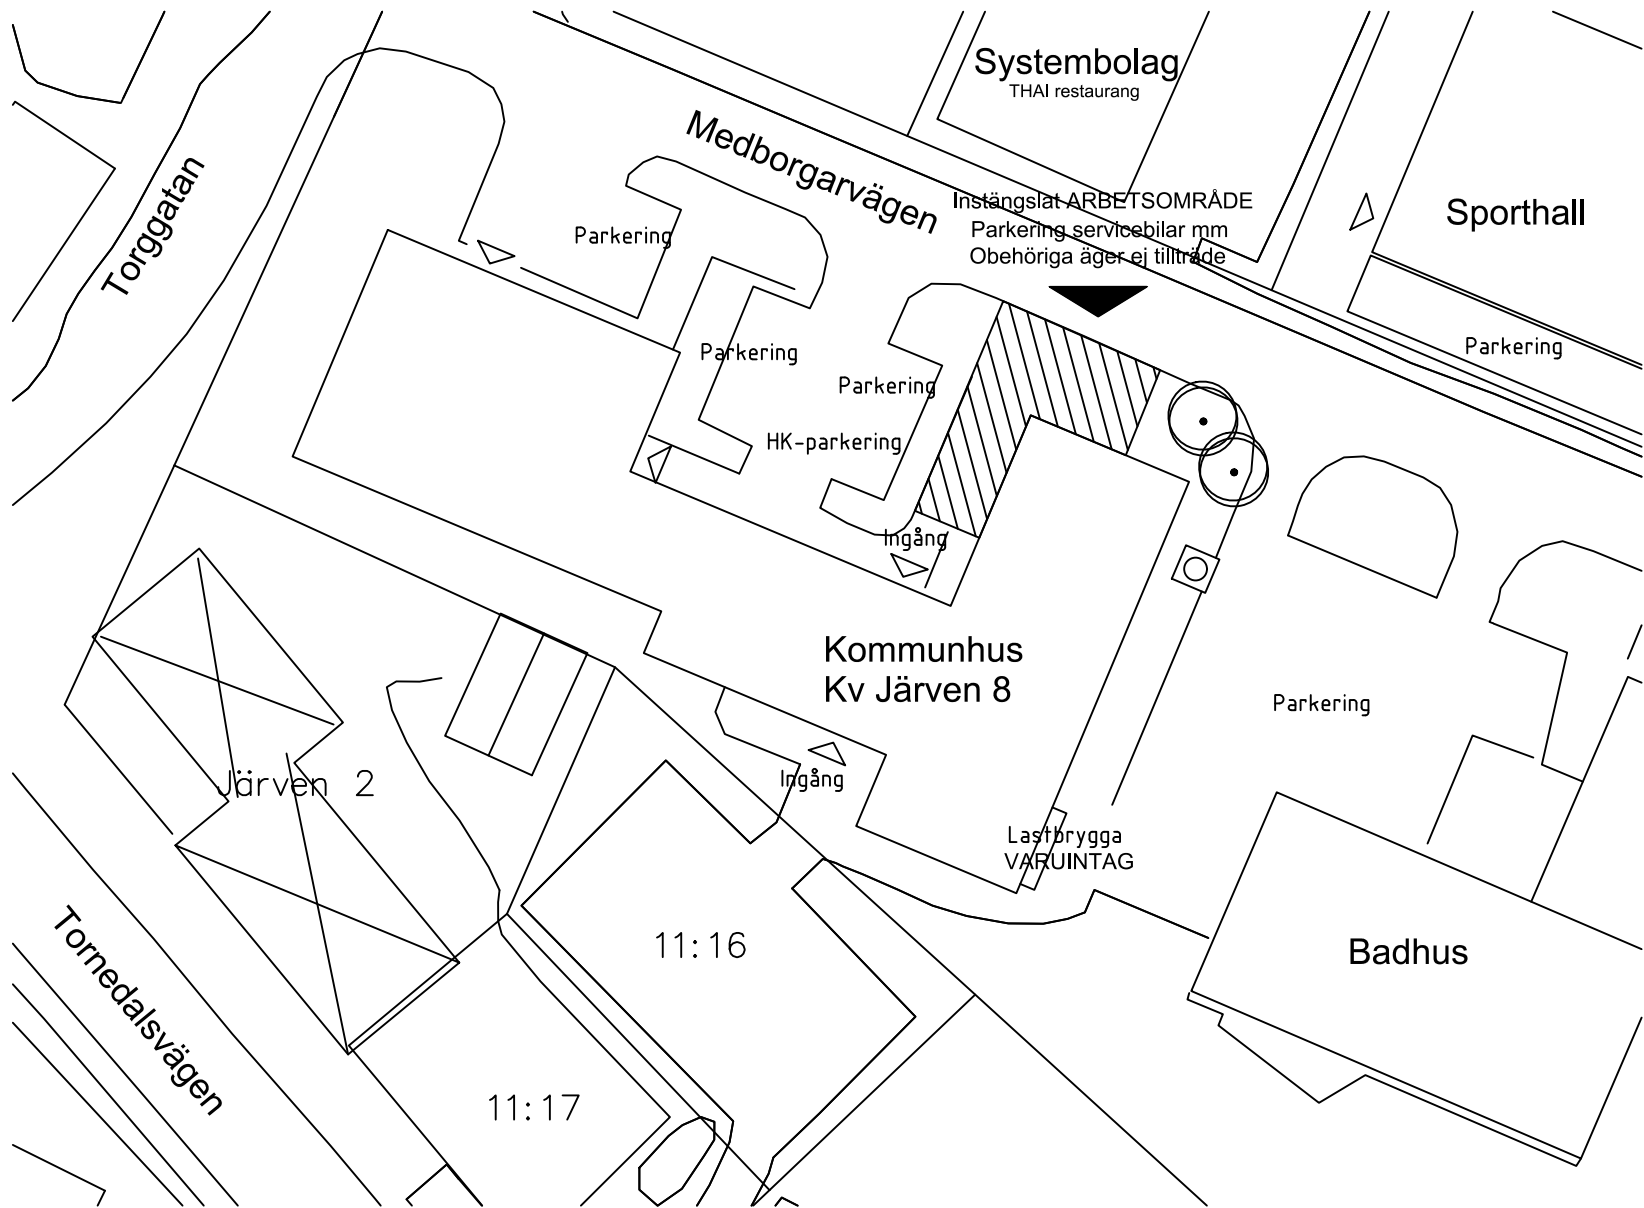 Systembolag
THAI restaurang
Medborgarvägen
Torggatan
Instängslat ARBETSOMRÅDE
Parkering servicebilar mm
Obehöriga äger ej tillträde
Sporthall
Parkering
Parkering
Parkering
Parkering
HK-parkering
Ingång
Kommunhus
Kv Järven 8
Parkering
Järven 2
Ingång
Lastbrygga
VARUINTAG
11:16
Badhus
Tornedalsvägen
11:17